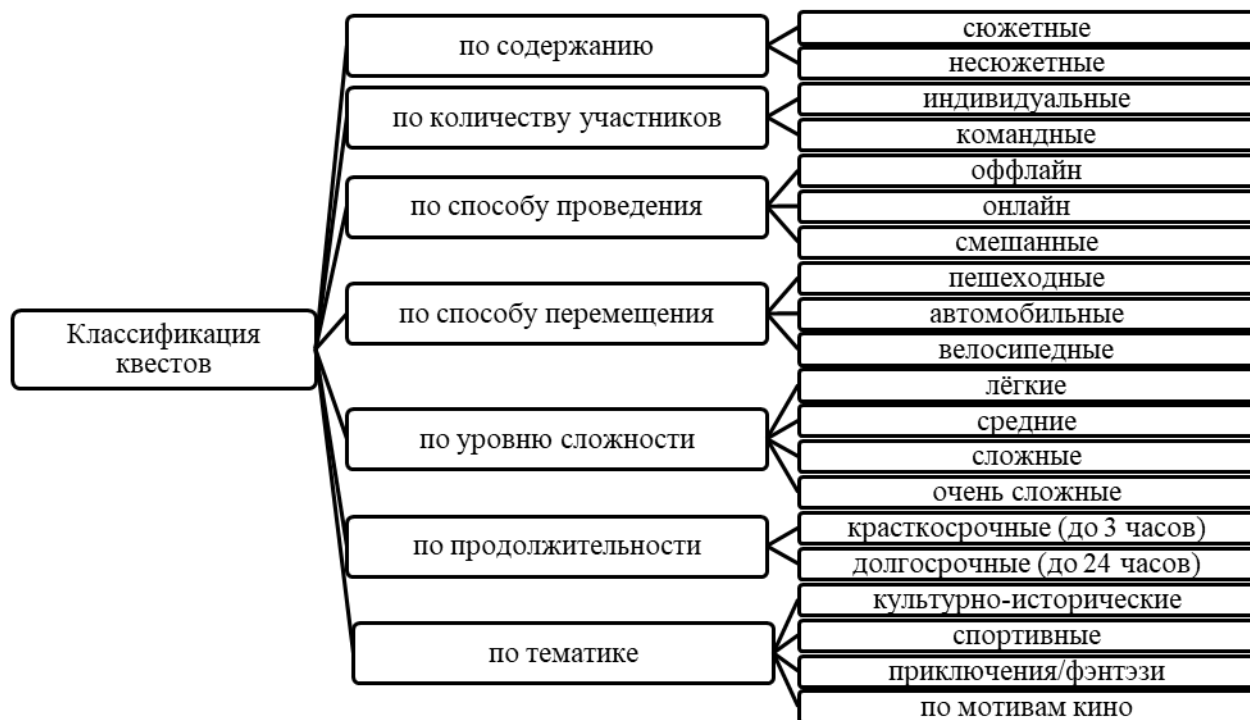 Классификация
квестов
по содержанию
сюжетные
несюжетные
по количеству участников
индивидуальные
командные
по способу проведения
оффлайн
онлайн
смешанные
по способу перемещения
пешеходные
автомобильные
велосипедные
по уровню сложности
лёгкие
средние
сложные
очень сложные
по продолжительности
красткосрочные (до 3 часов)
долгосрочные (до 24 часов)
по тематике
культурно-исторические
спортивные
приключения/фэнтэзи
по мотивам кино